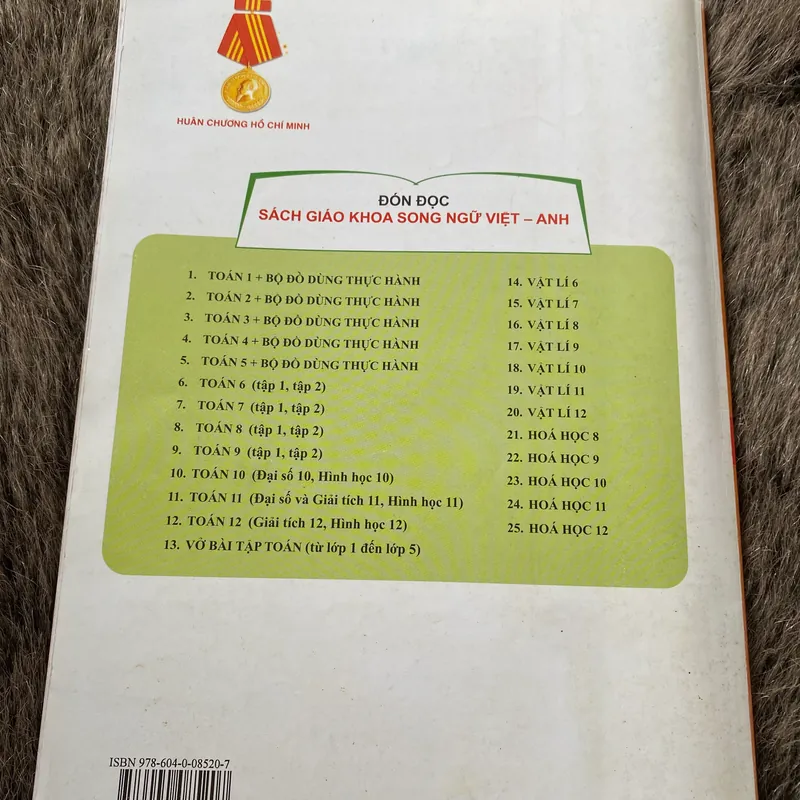 HUÂN CHƯƠNG HỒ CHÍ MINH
ĐÓN ĐỌC
SÁCH GIÁO KHOA SONG NGỮ VIỆT – ANH
1. TOÁN 1 + BỘ ĐỒ DÙNG THỰC HÀNH
2. TOÁN 2 + BỘ ĐỒ DÙNG THỰC HÀNH
3. TOÁN 3 + BỘ ĐỒ DÙNG THỰC HÀNH
4. TOÁN 4 + BỘ ĐỒ DÙNG THỰC HÀNH
5. TOÁN 5 + BỘ ĐỒ DÙNG THỰC HÀNH
6. TOÁN 6 (tập 1, tập 2)
7. TOÁN 7 (tập 1, tập 2)
8. TOÁN 8 (tập 1, tập 2)
9. TOÁN 9 (tập 1, tập 2)
10. TOÁN 10 (Đại số 10, Hình học 10)
11. TOÁN 11 (Đại số và Giải tích 11, Hình học 11)
12. TOÁN 12 (Giải tích 12, Hình học 12)
13. VỞ BÀI TẬP TOÁN (từ lớp 1 đến lớp 5)
14. VẬT LÍ 6
15. VẬT LÍ 7
16. VẬT LÍ 8
17. VẬT LÍ 9
18. VẬT LÍ 10
19. VẬT LÍ 11
20. VẬT LÍ 12
21. HOÁ HỌC 8
22. HOÁ HỌC 9
23. HOÁ HỌC 10
24. HOÁ HỌC 11
25. HOÁ HỌC 12
ISBN 978-604-0-08520-7